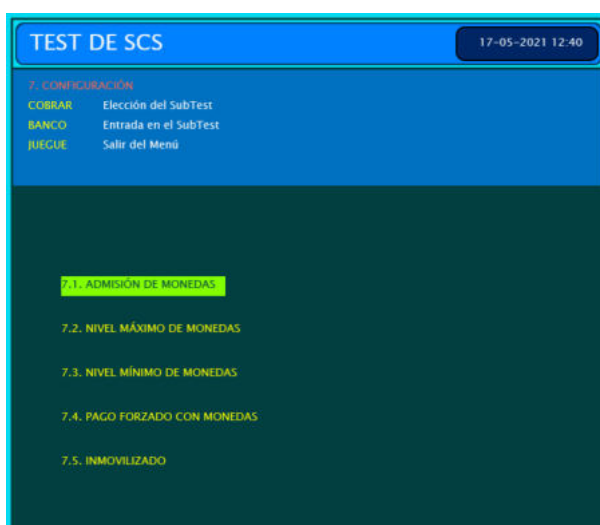 TEST DE SCS
17-05-2021 12:40
7. CONFIGURACIÓN
COBRAR Elección del SubTest
BANCO Entrada en el SubTest
JUEGUE Salir del Menú
7.1. ADMISIÓN DE MONEDAS
7.2. NIVEL MÁXIMO DE MONEDAS
7.3. NIVEL MÍNIMO DE MONEDAS
7.4. PAGO FORZADO CON MONEDAS
7.5. INMOVILIZADO